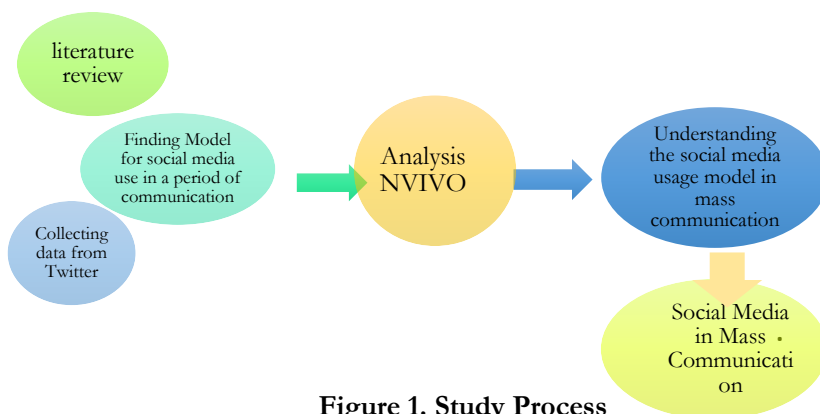 literature
review
Finding Model
for social media
use in a period of
communication
Collecting
data from
Twitter
Analysis
NVIVO
Understanding
the social media
usage model in
mass
communication
Social Media
in Mass
Communicati
on
Figure 1. Study Process